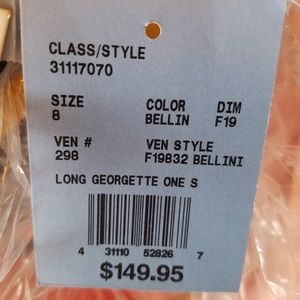 CLASS/STYLE
31117070
SIZE COLOR DIM
8 BELLIN F19
VEN # VEN STYLE
298 F19832 BELLINI
LONG GEORGETTE ONE S
4 31110 52826 7
$149.95